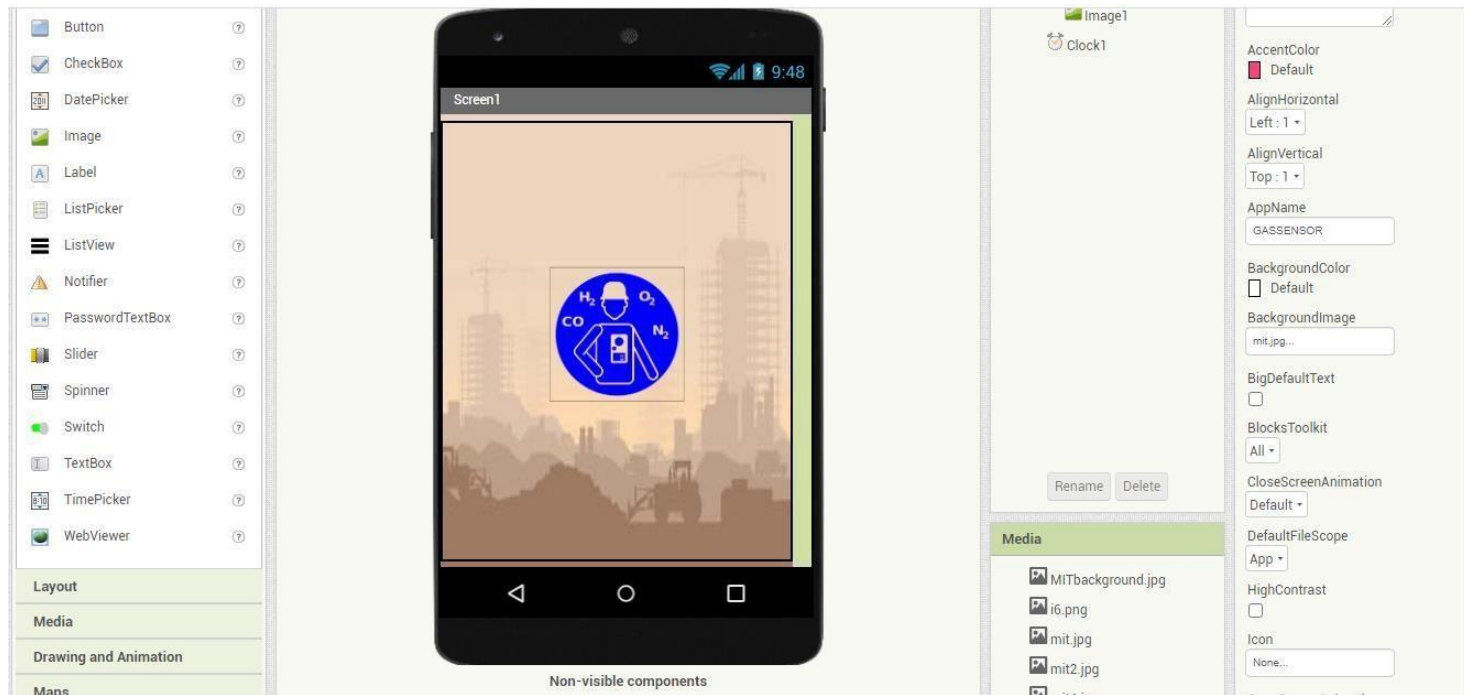 Button
CheckBox
DatePicker
Image
Label
ListPicker
ListView
Notifier
PasswordTextBox
Slider
Spinner
Switch
TextBox
TimePicker
WebViewer
Layout
Media
Drawing and Animation
Maps
9:48
Screen1
H2
O2
CO
N2
Non-visible components
Image1
Clock1
Rename
Delete
Media
MITbackground.jpg
i6.png
mit.jpg
mit2.jpg
AccentColor
Default
AlignHorizontal
Left : 1
AlignVertical
Top : 1
AppName
GASSENSOR
BackgroundColor
Default
BackgroundImage
mit.jpg...
BigDefaultText
BlocksToolkit
All
CloseScreenAnimation
Default
DefaultFileScope
App
HighContrast
Icon
None...